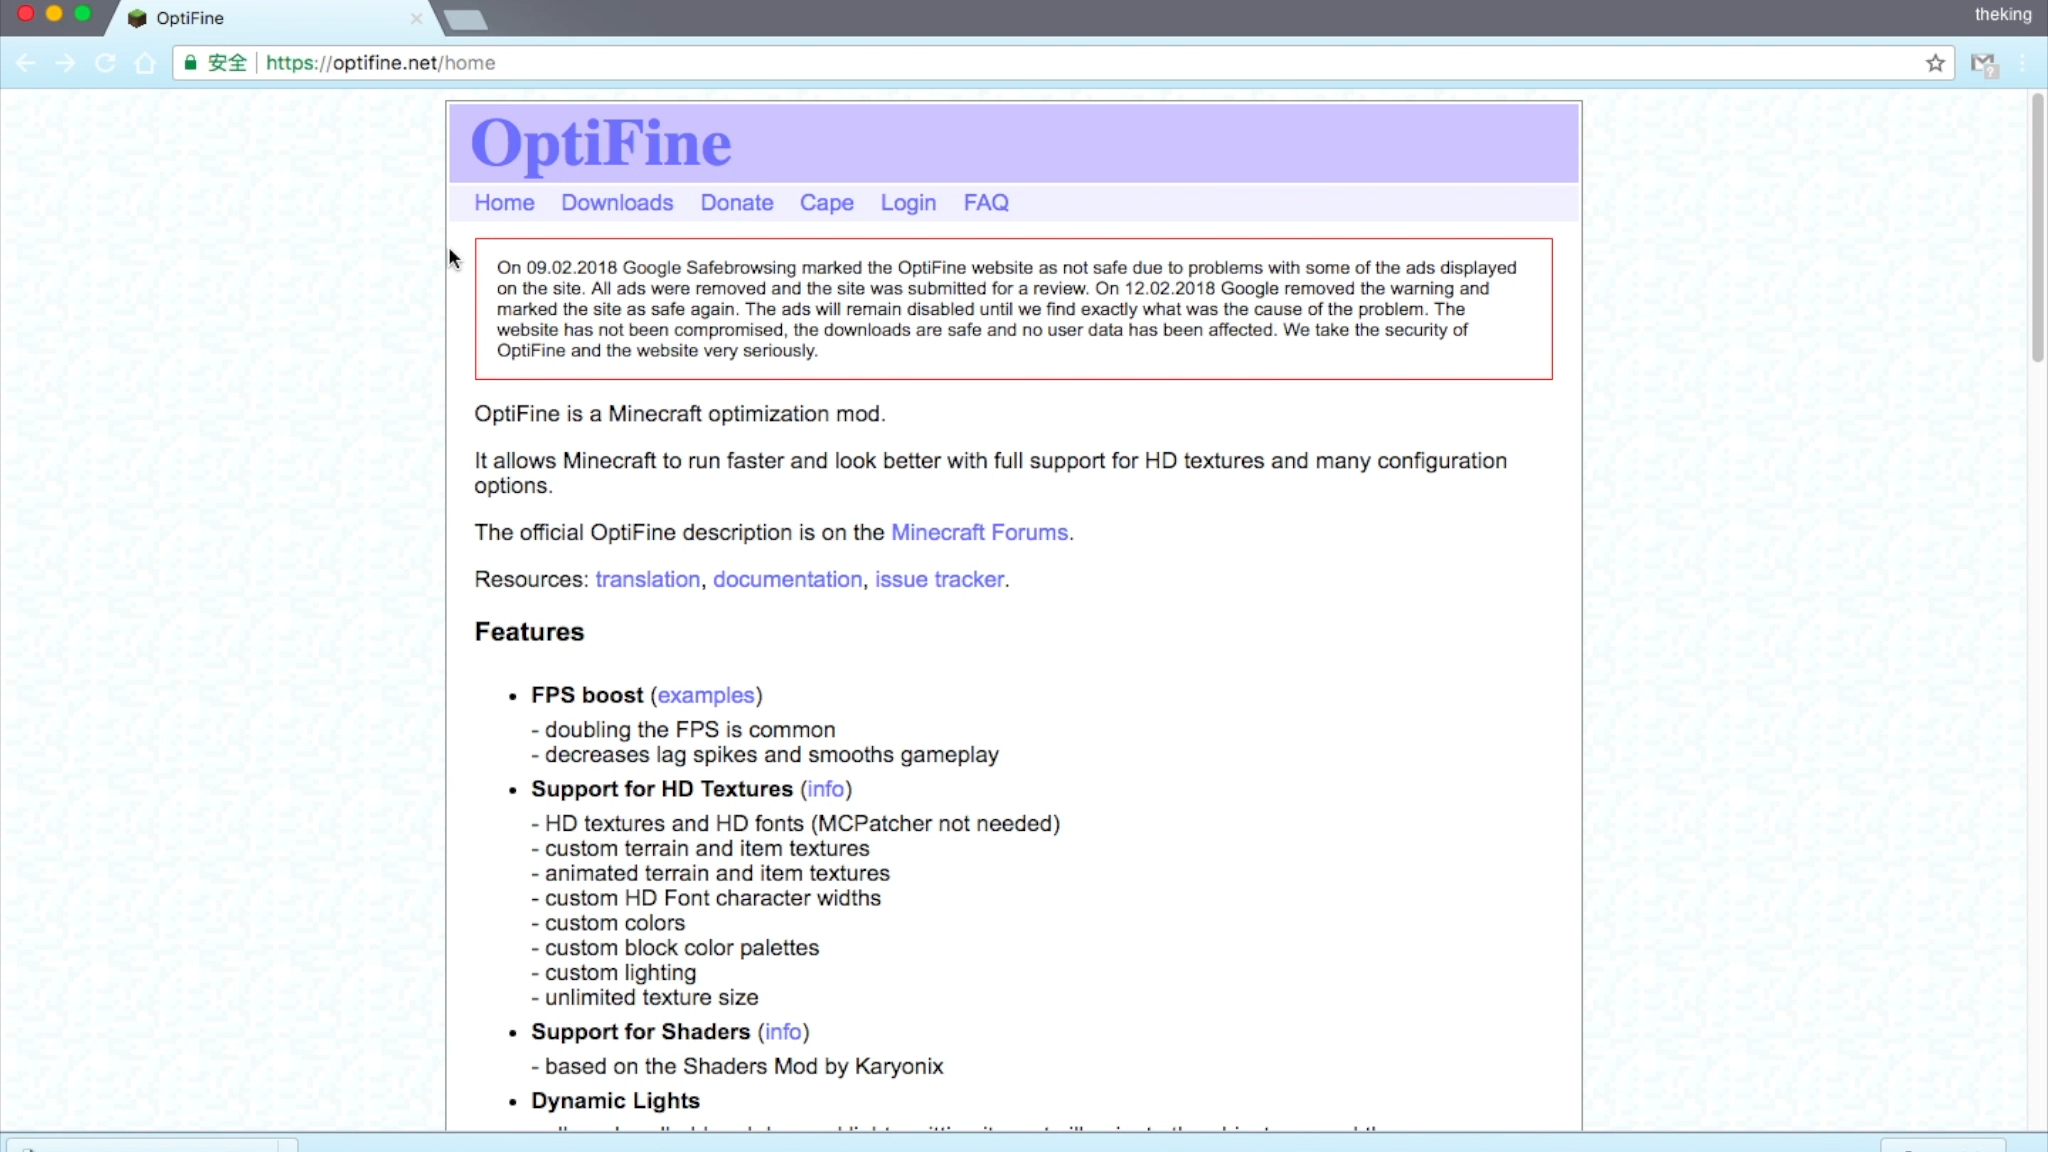 OptiFine
theking
安全 https://optifine.net/home
OptiFine
Home Downloads Donate Cape Login FAQ
On 09.02.2018 Google Safebrowsing marked the OptiFine website as not safe due to problems with some of the ads displayed
on the site. All ads were removed and the site was submitted for a review. On 12.02.2018 Google removed the warning and
marked the site as safe again. The ads will remain disabled until we find exactly what was the cause of the problem. The
website has not been compromised, the downloads are safe and no user data has been affected. We take the security of
OptiFine and the website very seriously.
OptiFine is a Minecraft optimization mod.
It allows Minecraft to run faster and look better with full support for HD textures and many configuration
options.
The official OptiFine description is on the Minecraft Forums.
Resources: translation, documentation, issue tracker.
Features
• FPS boost (examples)
- doubling the FPS is common
- decreases lag spikes and smooths gameplay
• Support for HD Textures (info)
- HD textures and HD fonts (MCPatcher not needed)
- custom terrain and item textures
- animated terrain and item textures
- custom HD Font character widths
- custom colors
- custom block color palettes
- custom lighting
- unlimited texture size
• Support for Shaders (info)
- based on the Shaders Mod by Karyonix
• Dynamic Lights